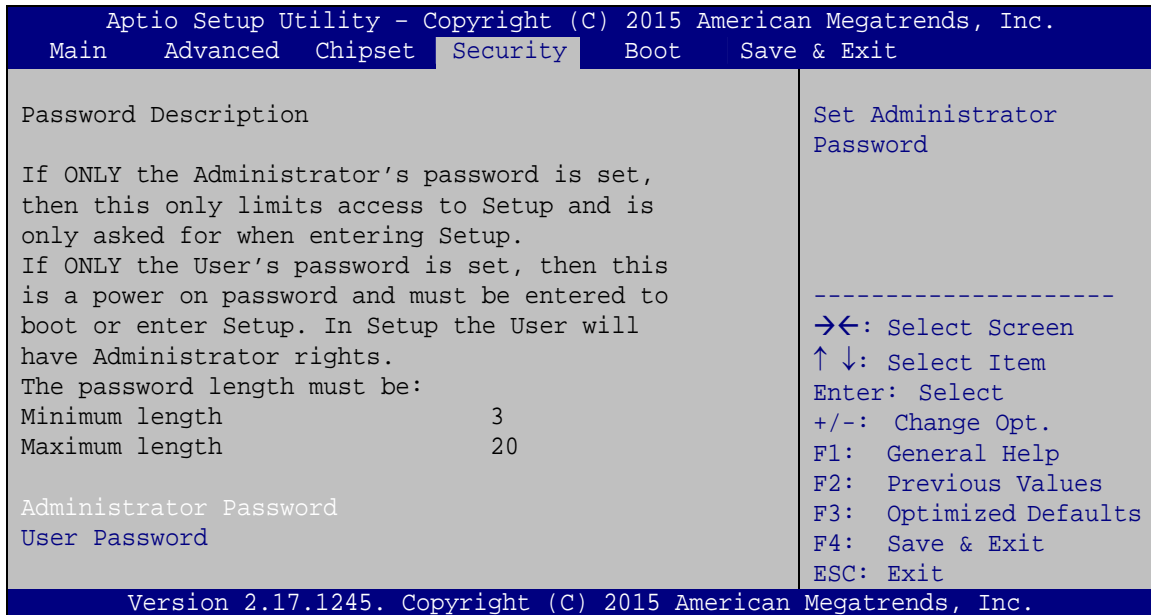 Aptio Setup Utility – Copyright (C) 2015 American Megatrends, Inc.
Main Advanced Chipset Security Boot Save & Exit
Password Description
If ONLY the Administrator’s password is set,
then this only limits access to Setup and is
only asked for when entering Setup.
If ONLY the User’s password is set, then this
is a power on password and must be entered to
boot or enter Setup. In Setup the User will
have Administrator rights.
The password length must be:
Minimum length 3
Maximum length 20
Administrator Password
User Password
Set Administrator
Password
----------------------
→←: Select Screen
↑ ↓: Select Item
Enter: Select
+/-: Change Opt.
F1: General Help
F2: Previous Values
F3: Optimized Defaults
F4: Save & Exit
ESC: Exit
Version 2.17.1245. Copyright (C) 2015 American Megatrends, Inc.